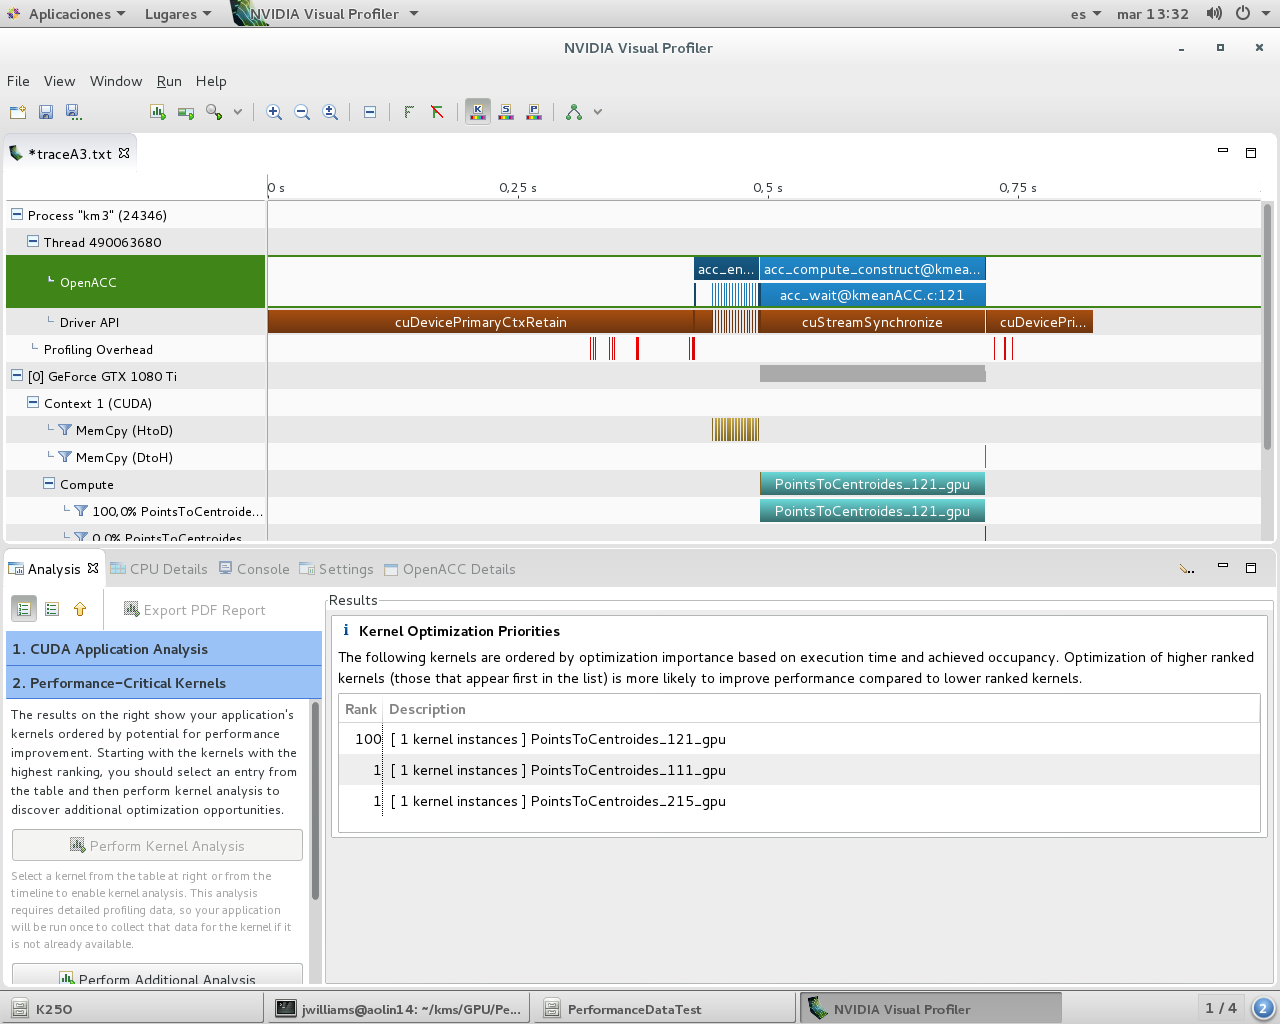 Aplicaciones Lugares NVIDIA Visual Profiler es mar 13:32
NVIDIA Visual Profiler
File View Window Run Help
K S P
*traceA3.txt
0 s 0,25 s 0,5 s 0,75 s
Process "km3" (24346)
Thread 490063680
OpenACC
acc_en... acc_compute_construct@kmea...
acc_wait@kmeanACC.c:121
Driver API cuDevicePrimaryCtxRetain cuStreamSynchronize cuDevicePri...
Profiling Overhead
[0] GeForce GTX 1080 Ti
Context 1 (CUDA)
MemCpy (HtoD)
MemCpy (DtoH)
Compute PointsToCentroides_121_gpu
100,0% PointsToCentroide... PointsToCentroides_121_gpu
0,0% PointsToCentroides
Analysis CPU Details Console Settings OpenACC Details
Export PDF Report
1. CUDA Application Analysis
2. Performance-Critical Kernels
The results on the right show your application's
kernels ordered by potential for performance
improvement. Starting with the kernels with the
highest ranking, you should select an entry from
the table and then perform kernel analysis to
discover additional optimization opportunities.
Perform Kernel Analysis
Select a kernel from the table at right or from the
timeline to enable kernel analysis. This analysis
requires detailed profiling data, so your application
will be run once to collect that data for the kernel if it
is not already available.
Perform Additional Analysis
Results
i Kernel Optimization Priorities
The following kernels are ordered by optimization importance based on execution time and achieved occupancy. Optimization of higher ranked
kernels (those that appear first in the list) is more likely to improve performance compared to lower ranked kernels.
Rank Description
100 [ 1 kernel instances ] PointsToCentroides_121_gpu
1 [ 1 kernel instances ] PointsToCentroides_111_gpu
1 [ 1 kernel instances ] PointsToCentroides_215_gpu
K250 jwilliams@aolin14: ~/kms/GPU/Pe... PerformanceDataTest NVIDIA Visual Profiler 1 / 4 2